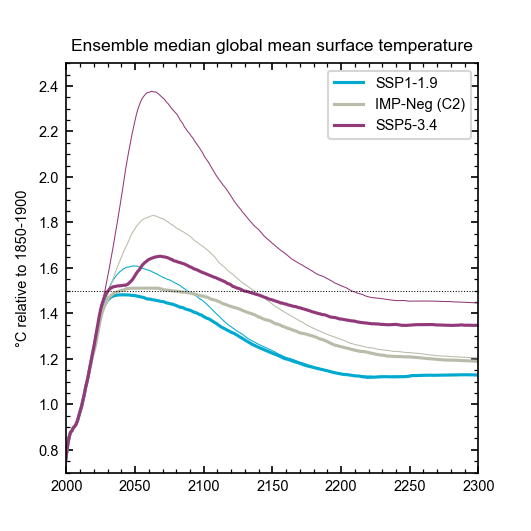 Ensemble median global mean surface temperature
SSP1-1.9
IMP-Neg (C2)
SSP5-3.4
°C relative to 1850-1900
2.4
2.2
2.0
1.8
1.6
1.4
1.2
1.0
0.8
2000 2050 2100 2150 2200 2250 2300